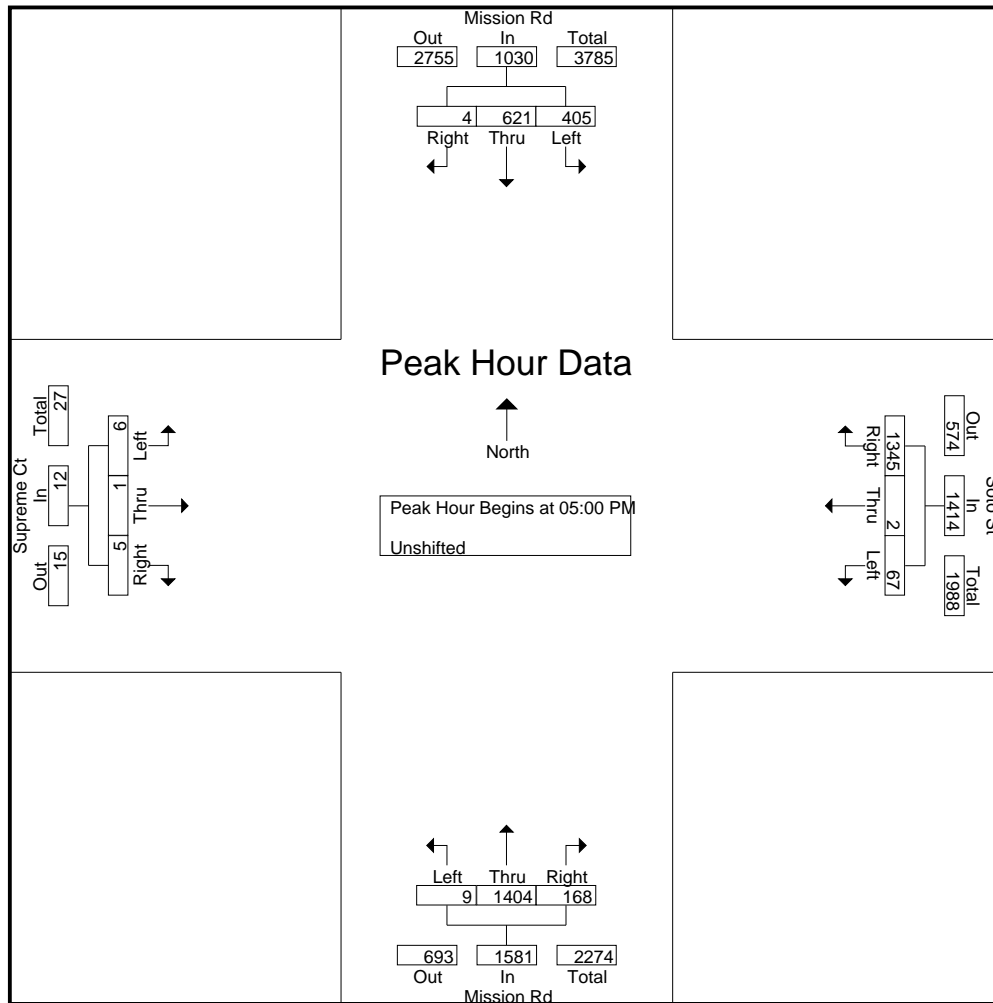 Mission Rd
Out In Total
2755 1030 3785
4 621 405
Right Thru Left
Peak Hour Data
North
Peak Hour Begins at 05:00 PM
Unshifted
Supreme Ct
Out In Total
15 12 27
5 1 6
Right Thru Left
Out In Total
574 1414 1988
1345 2 67
Right Thru Left
Left Thru Right
9 1404 168
693 1581 2274
Out In Total
Mission Rd